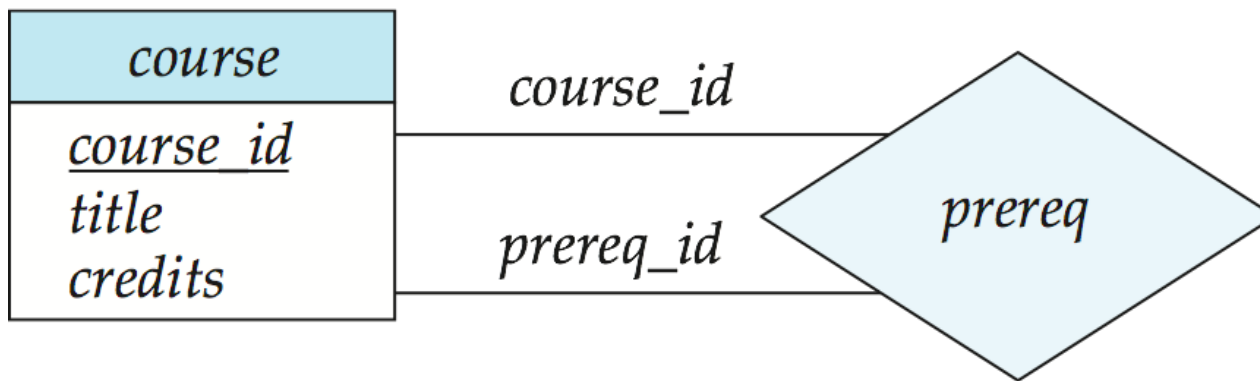 course
course_id
title
credits
course_id
prereq_id
prereq